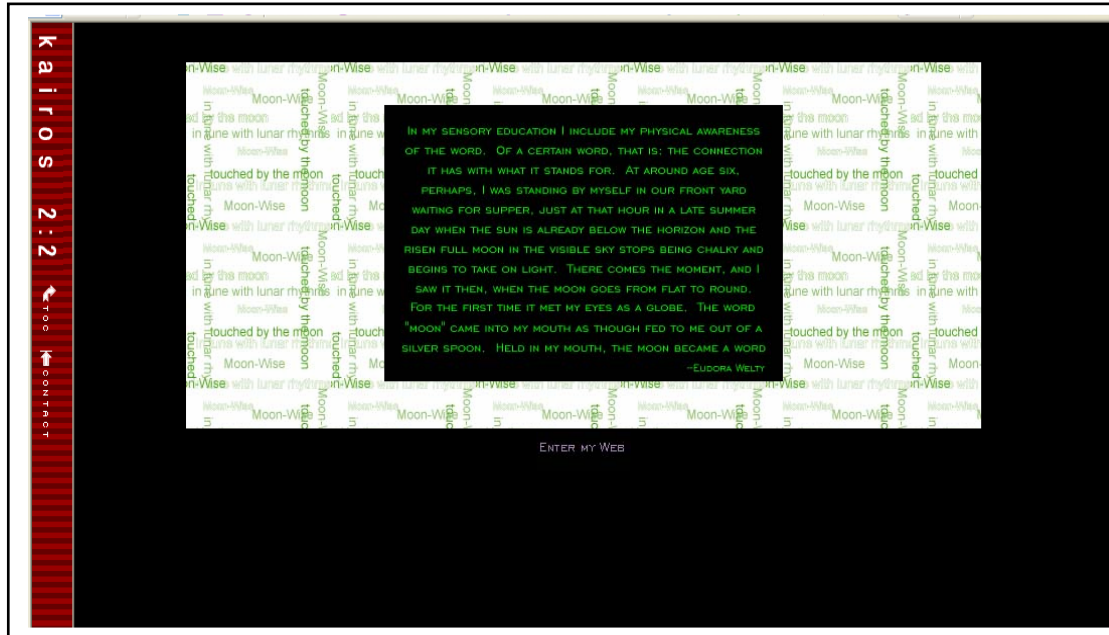 kairos 2:2
TOC
CONTACT
IN MY SENSORY EDUCATION I INCLUDE MY PHYSICAL AWARENESS
OF THE WORD. OF A CERTAIN WORD, THAT IS: THE CONNECTION
IT HAS WITH WHAT IT STANDS FOR. AT AROUND AGE SIX,
PERHAPS, I WAS STANDING BY MYSELF IN OUR FRONT YARD
WAITING FOR SUPPER, JUST AT THAT HOUR IN A LATE SUMMER
DAY WHEN THE SUN IS ALREADY BELOW THE HORIZON AND THE
RISEN FULL MOON IN THE VISIBLE SKY STOPS BEING CHALKY AND
BEGINS TO TAKE ON LIGHT. THERE COMES THE MOMENT, AND I
SAW IT THEN, WHEN THE MOON GOES FROM FLAT TO ROUND.
FOR THE FIRST TIME IT MET MY EYES AS A GLOBE. THE WORD
"MOON" CAME INTO MY MOUTH AS THOUGH FED TO ME OUT OF A
SILVER SPOON. HELD IN MY MOUTH, THE MOON BECAME A WORD
~EUDORA WELTY
Moon-Wise
in tune with lunar rhythms
touched by the moon
ENTER MY WEB